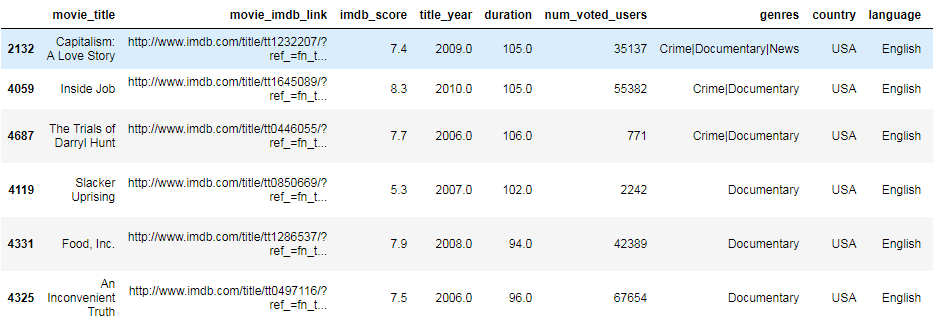 movie_title movie_imdb_link imdb_score title_year duration num_voted_users genres country language
2132 Capitalism: A Love Story http://www.imdb.com/title/tt1232207/?ref_=fn_t... 7.4 2009.0 105.0 35137 Crime|Documentary|News USA English
4059 Inside Job http://www.imdb.com/title/tt1645089/?ref_=fn_t... 8.3 2010.0 105.0 55382 Crime|Documentary USA English
4687 The Trials of Darryl Hunt http://www.imdb.com/title/tt0446055/?ref_=fn_t... 7.7 2006.0 106.0 771 Crime|Documentary USA English
4119 Slacker Uprising http://www.imdb.com/title/tt0850669/?ref_=fn_t... 5.3 2007.0 102.0 2242 Documentary USA English
4331 Food, Inc. http://www.imdb.com/title/tt1286537/?ref_=fn_t... 7.9 2008.0 94.0 42389 Documentary USA English
4325 An Inconvenient Truth http://www.imdb.com/title/tt0497116/?ref_=fn_t... 7.5 2006.0 96.0 67654 Documentary USA English